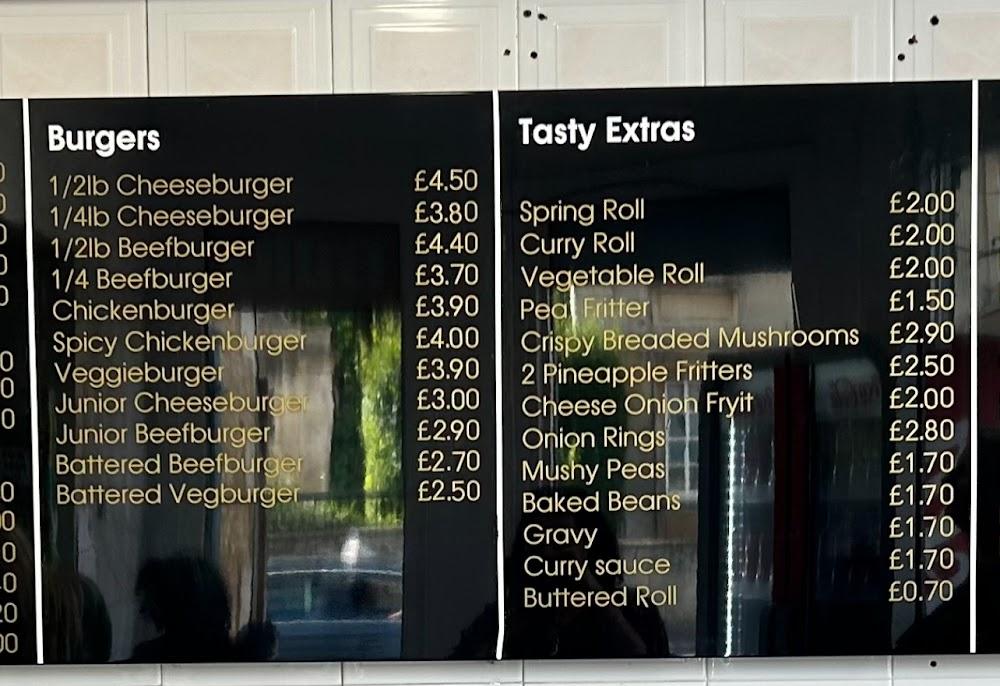 Burgers
1/2lb Cheeseburger £4.50
1/4lb Cheeseburger £3.80
1/2lb Beefburger £4.40
1/4 Beefburger £3.70
Chickenburger £3.90
Spicy Chickenburger £4.00
Veggieburger £3.90
Junior Cheeseburger £3.00
Junior Beefburger £2.90
Battered Beefburger £2.70
Battered Vegburger £2.50
Tasty Extras
Spring Roll £2.00
Curry Roll £2.00
Vegetable Roll £2.00
Pea Fritter £1.50
Crispy Breaded Mushrooms £2.90
2 Pineapple Fritters £2.50
Cheese Onion Fryit £2.00
Onion Rings £2.80
Mushy Peas £1.70
Baked Beans £1.70
Gravy £1.70
Curry sauce £1.70
Buttered Roll £0.70